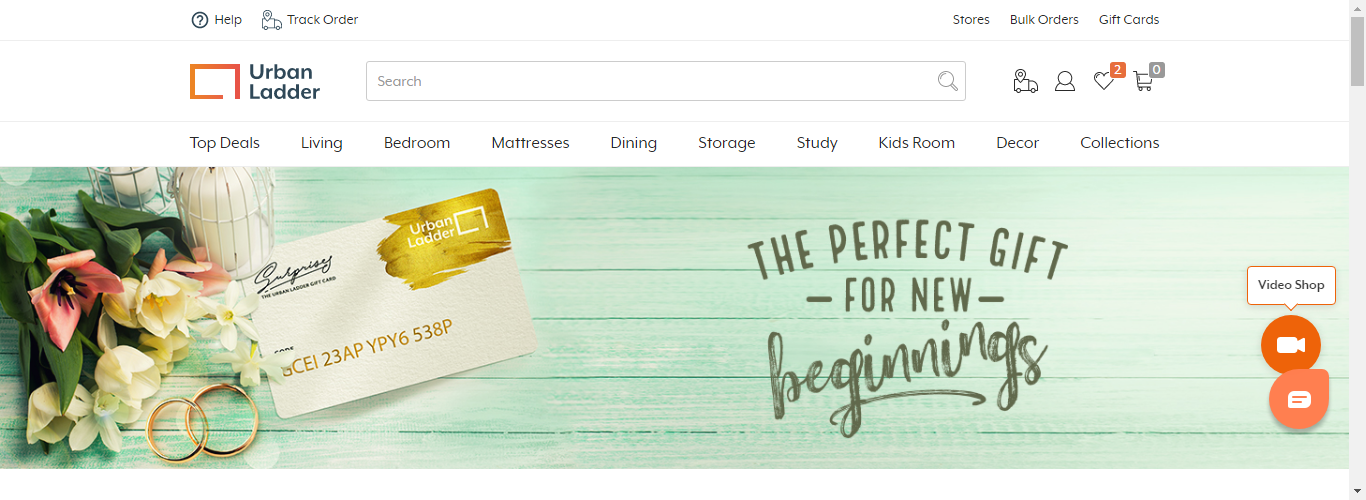 Help
Track Order
Stores
Bulk Orders
Gift Cards
Urban
Ladder
Search
2
0
Top Deals
Living
Bedroom
Mattresses
Dining
Storage
Study
Kids Room
Decor
Collections
Urban
Ladder
Surprises
THE URBAN LADDER GIFT CARD
CODE
GCEI 23AP YPY6 538P
THE PERFECT GIFT
– FOR NEW –
beginnings
Video Shop